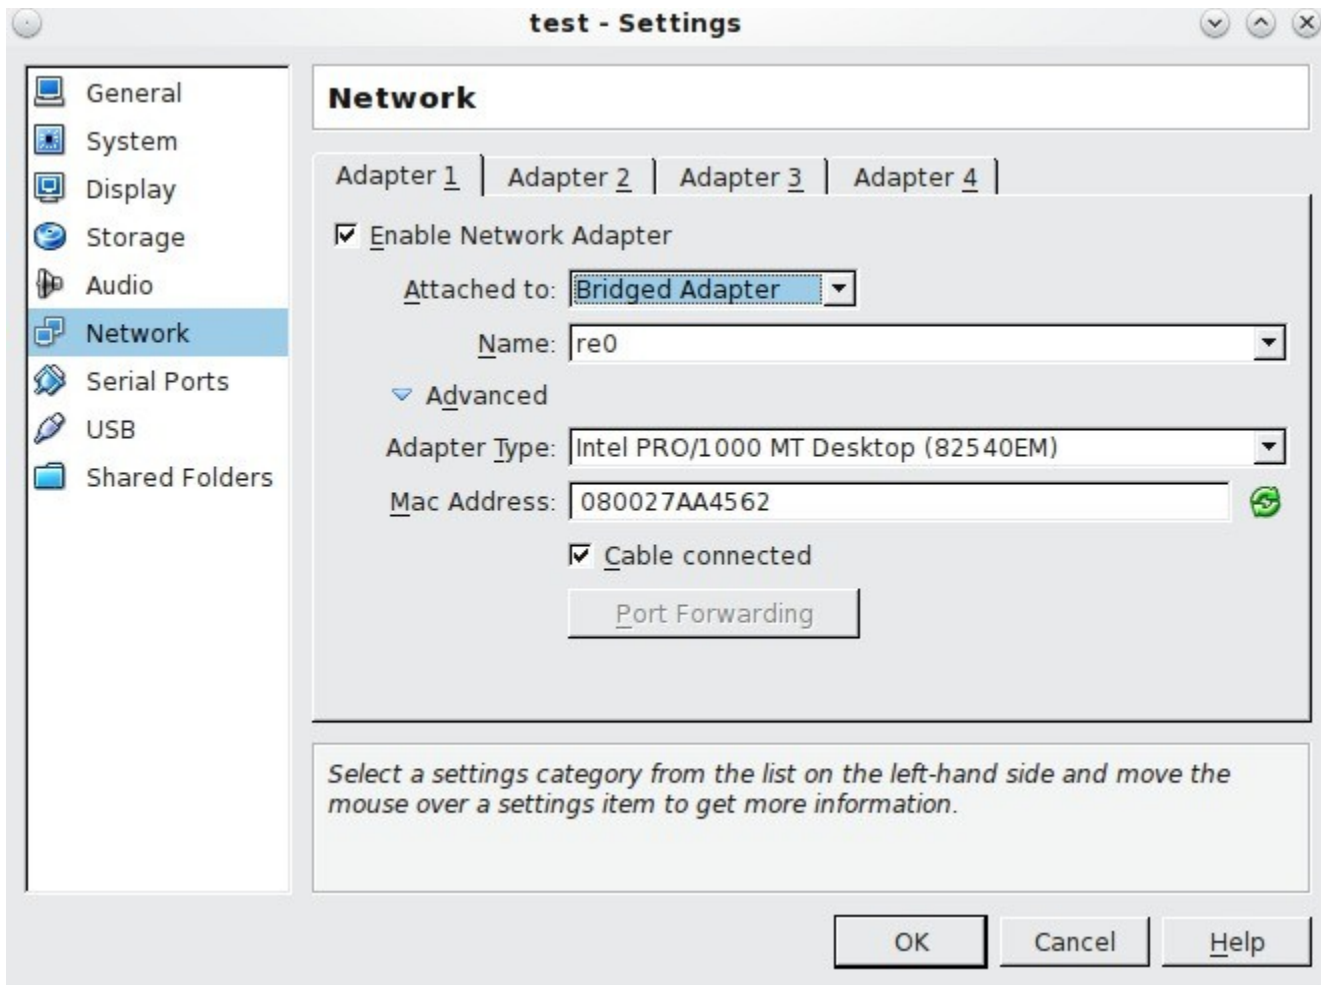 test - Settings
General
System
Display
Storage
Audio
Network
Serial Ports
USB
Shared Folders
Network
Adapter 1
Adapter 2
Adapter 3
Adapter 4
Enable Network Adapter
Attached to: Bridged Adapter
Name: re0
Advanced
Adapter Type: Intel PRO/1000 MT Desktop (82540EM)
Mac Address: 080027AA4562
Cable connected
Port Forwarding
Select a settings category from the list on the left-hand side and move the
mouse over a settings item to get more information.
OK
Cancel
Help